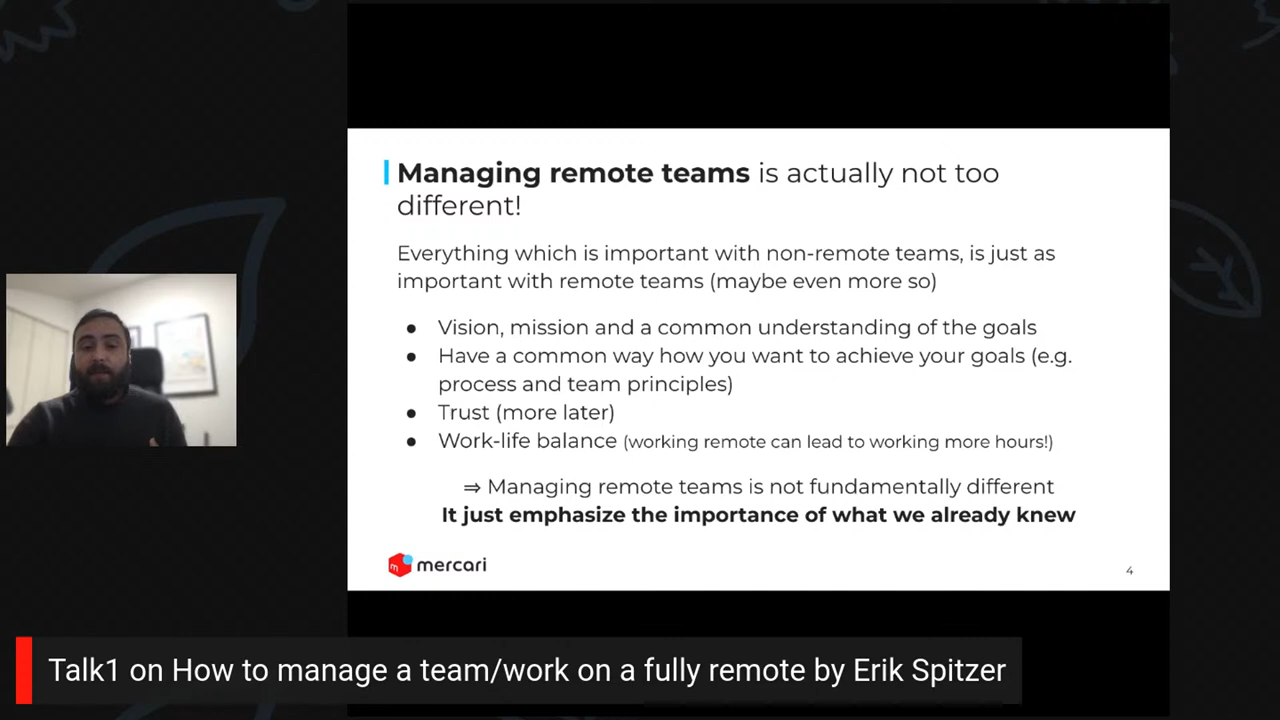 Managing remote teams is actually not too
different!
Everything which is important with non-remote teams, is just as
important with remote teams (maybe even more so)
● Vision, mission and a common understanding of the goals
● Have a common way how you want to achieve your goals (e.g.
process and team principles)
● Trust (more later)
● Work-life balance (working remote can lead to working more hours!)
⇒ Managing remote teams is not fundamentally different
It just emphasize the importance of what we already knew
m mercari
4
Talk1 on How to manage a team/work on a fully remote by Erik Spitzer